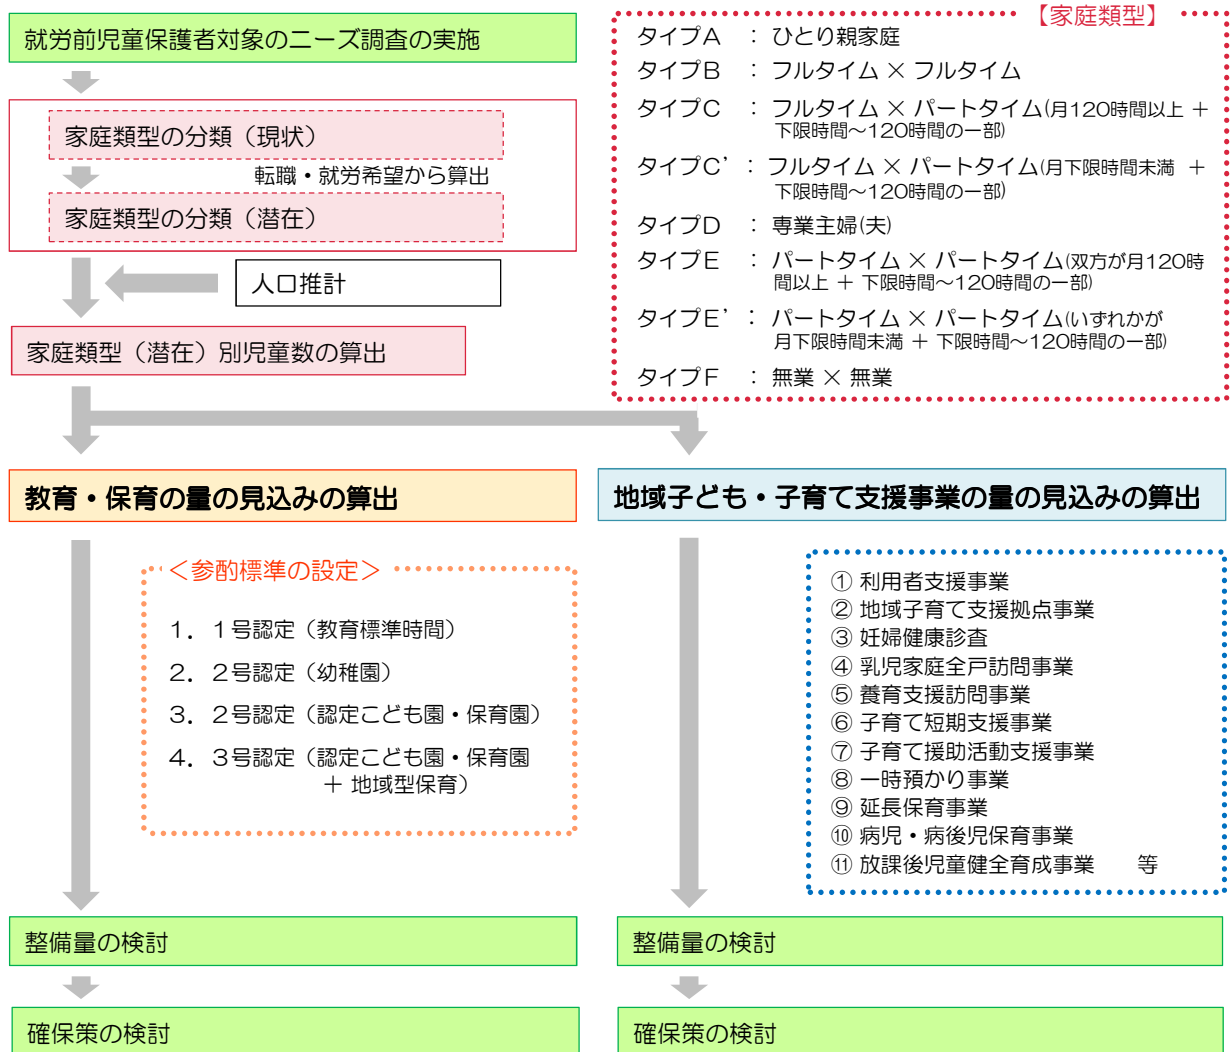 就労前児童保護者対象のニーズ調査の実施
家庭類型の分類（現状）
転職・就労希望から算出
家庭類型の分類（潜在）
人口推計
家庭類型（潜在）別児童数の算出
【家庭類型】
タイプA ： ひとり親家庭
タイプB ： フルタイム × フルタイム
タイプC ： フルタイム × パートタイム(月120時間以上 ＋
下限時間～120時間の一部)
タイプC’ ： フルタイム × パートタイム(月下限時間未満 ＋
下限時間～120時間の一部)
タイプD ： 専業主婦(夫)
タイプE ： パートタイム × パートタイム(双方が月120時
間以上 ＋ 下限時間～120時間の一部)
タイプE’ ： パートタイム × パートタイム(いずれかが
月下限時間未満 ＋ 下限時間～120時間の一部)
タイプF ： 無業 × 無業
教育・保育の量の見込みの算出
＜参酌標準の設定＞
１．１号認定（教育標準時間）
２．２号認定（幼稚園）
３．２号認定（認定こども園・保育園）
４．３号認定（認定こども園・保育園
＋ 地域型保育）
整備量の検討
確保策の検討
地域子ども・子育て支援事業の量の見込みの算出
① 利用者支援事業
② 地域子育て支援拠点事業
③ 妊婦健康診査
④ 乳児家庭全戸訪問事業
⑤ 養育支援訪問事業
⑥ 子育て短期支援事業
⑦ 子育て援助活動支援事業
⑧ 一時預かり事業
⑨ 延長保育事業
⑩ 病児・病後児保育事業
⑪ 放課後児童健全育成事業 等
整備量の検討
確保策の検討